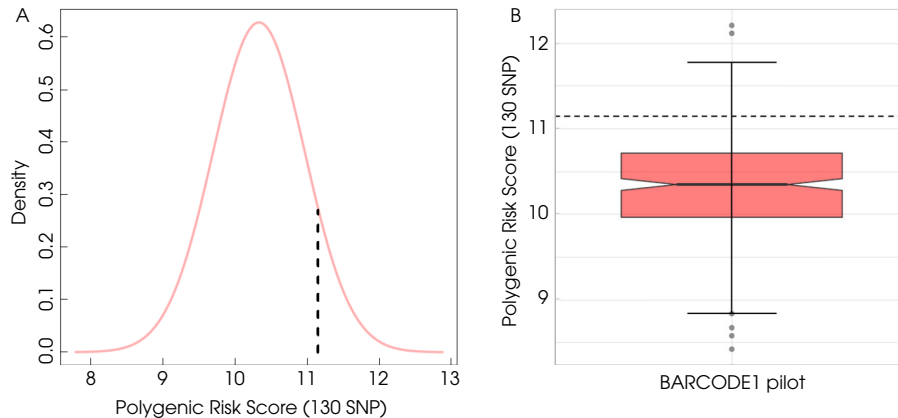 A
Density
0.6
0.5
0.4
0.3
0.2
0.1
0.0
8 9 10 11 12 13
Polygenic Risk Score (130 SNP)
B
Polygenic Risk Score (130 SNP)
12
11
10
9
BARCODE1 pilot